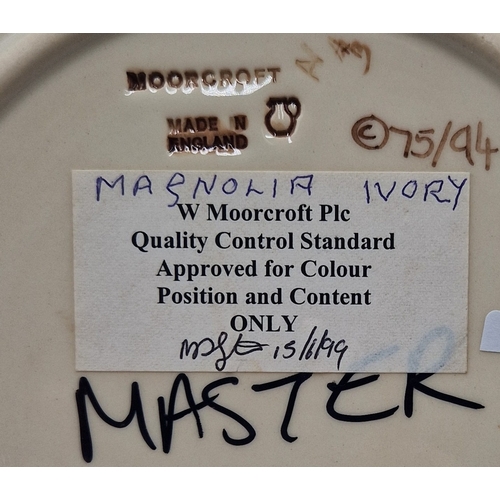 MOORCROFT
MADE IN
ENGLAND
©75/94
MAGNOLIA IVORY
W Moorcroft Plc
Quality Control Standard
Approved for Colour
Position and Content
ONLY
15/6/99
MASTER